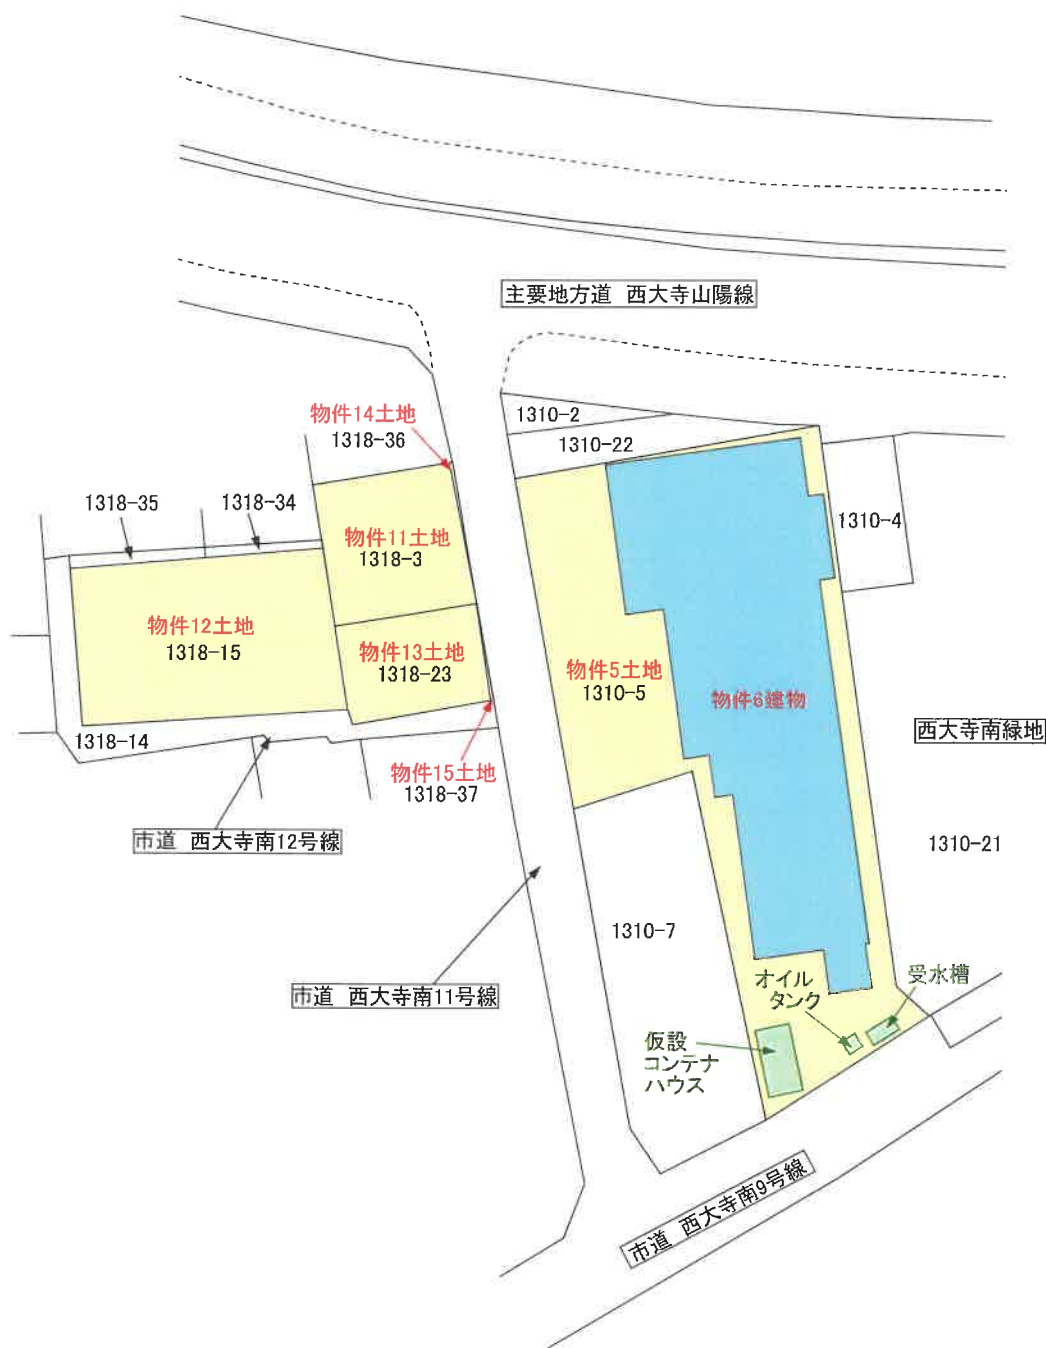 主要地方道 西大寺山陽線
物件14土地
1318-36
1310-2
1310-22
1318-35
1318-34
1310-4
物件11土地
1318-3
物件12土地
1318-15
物件13土地
1318-23
物件5土地
1310-5
物件6建物
西大寺南緑地
1318-14
物件15土地
1318-37
市道 西大寺南12号線
1310-21
1310-7
市道 西大寺南11号線
オイル
タンク
受水槽
仮設
コンテナ
ハウス
市道 西大寺南9号線